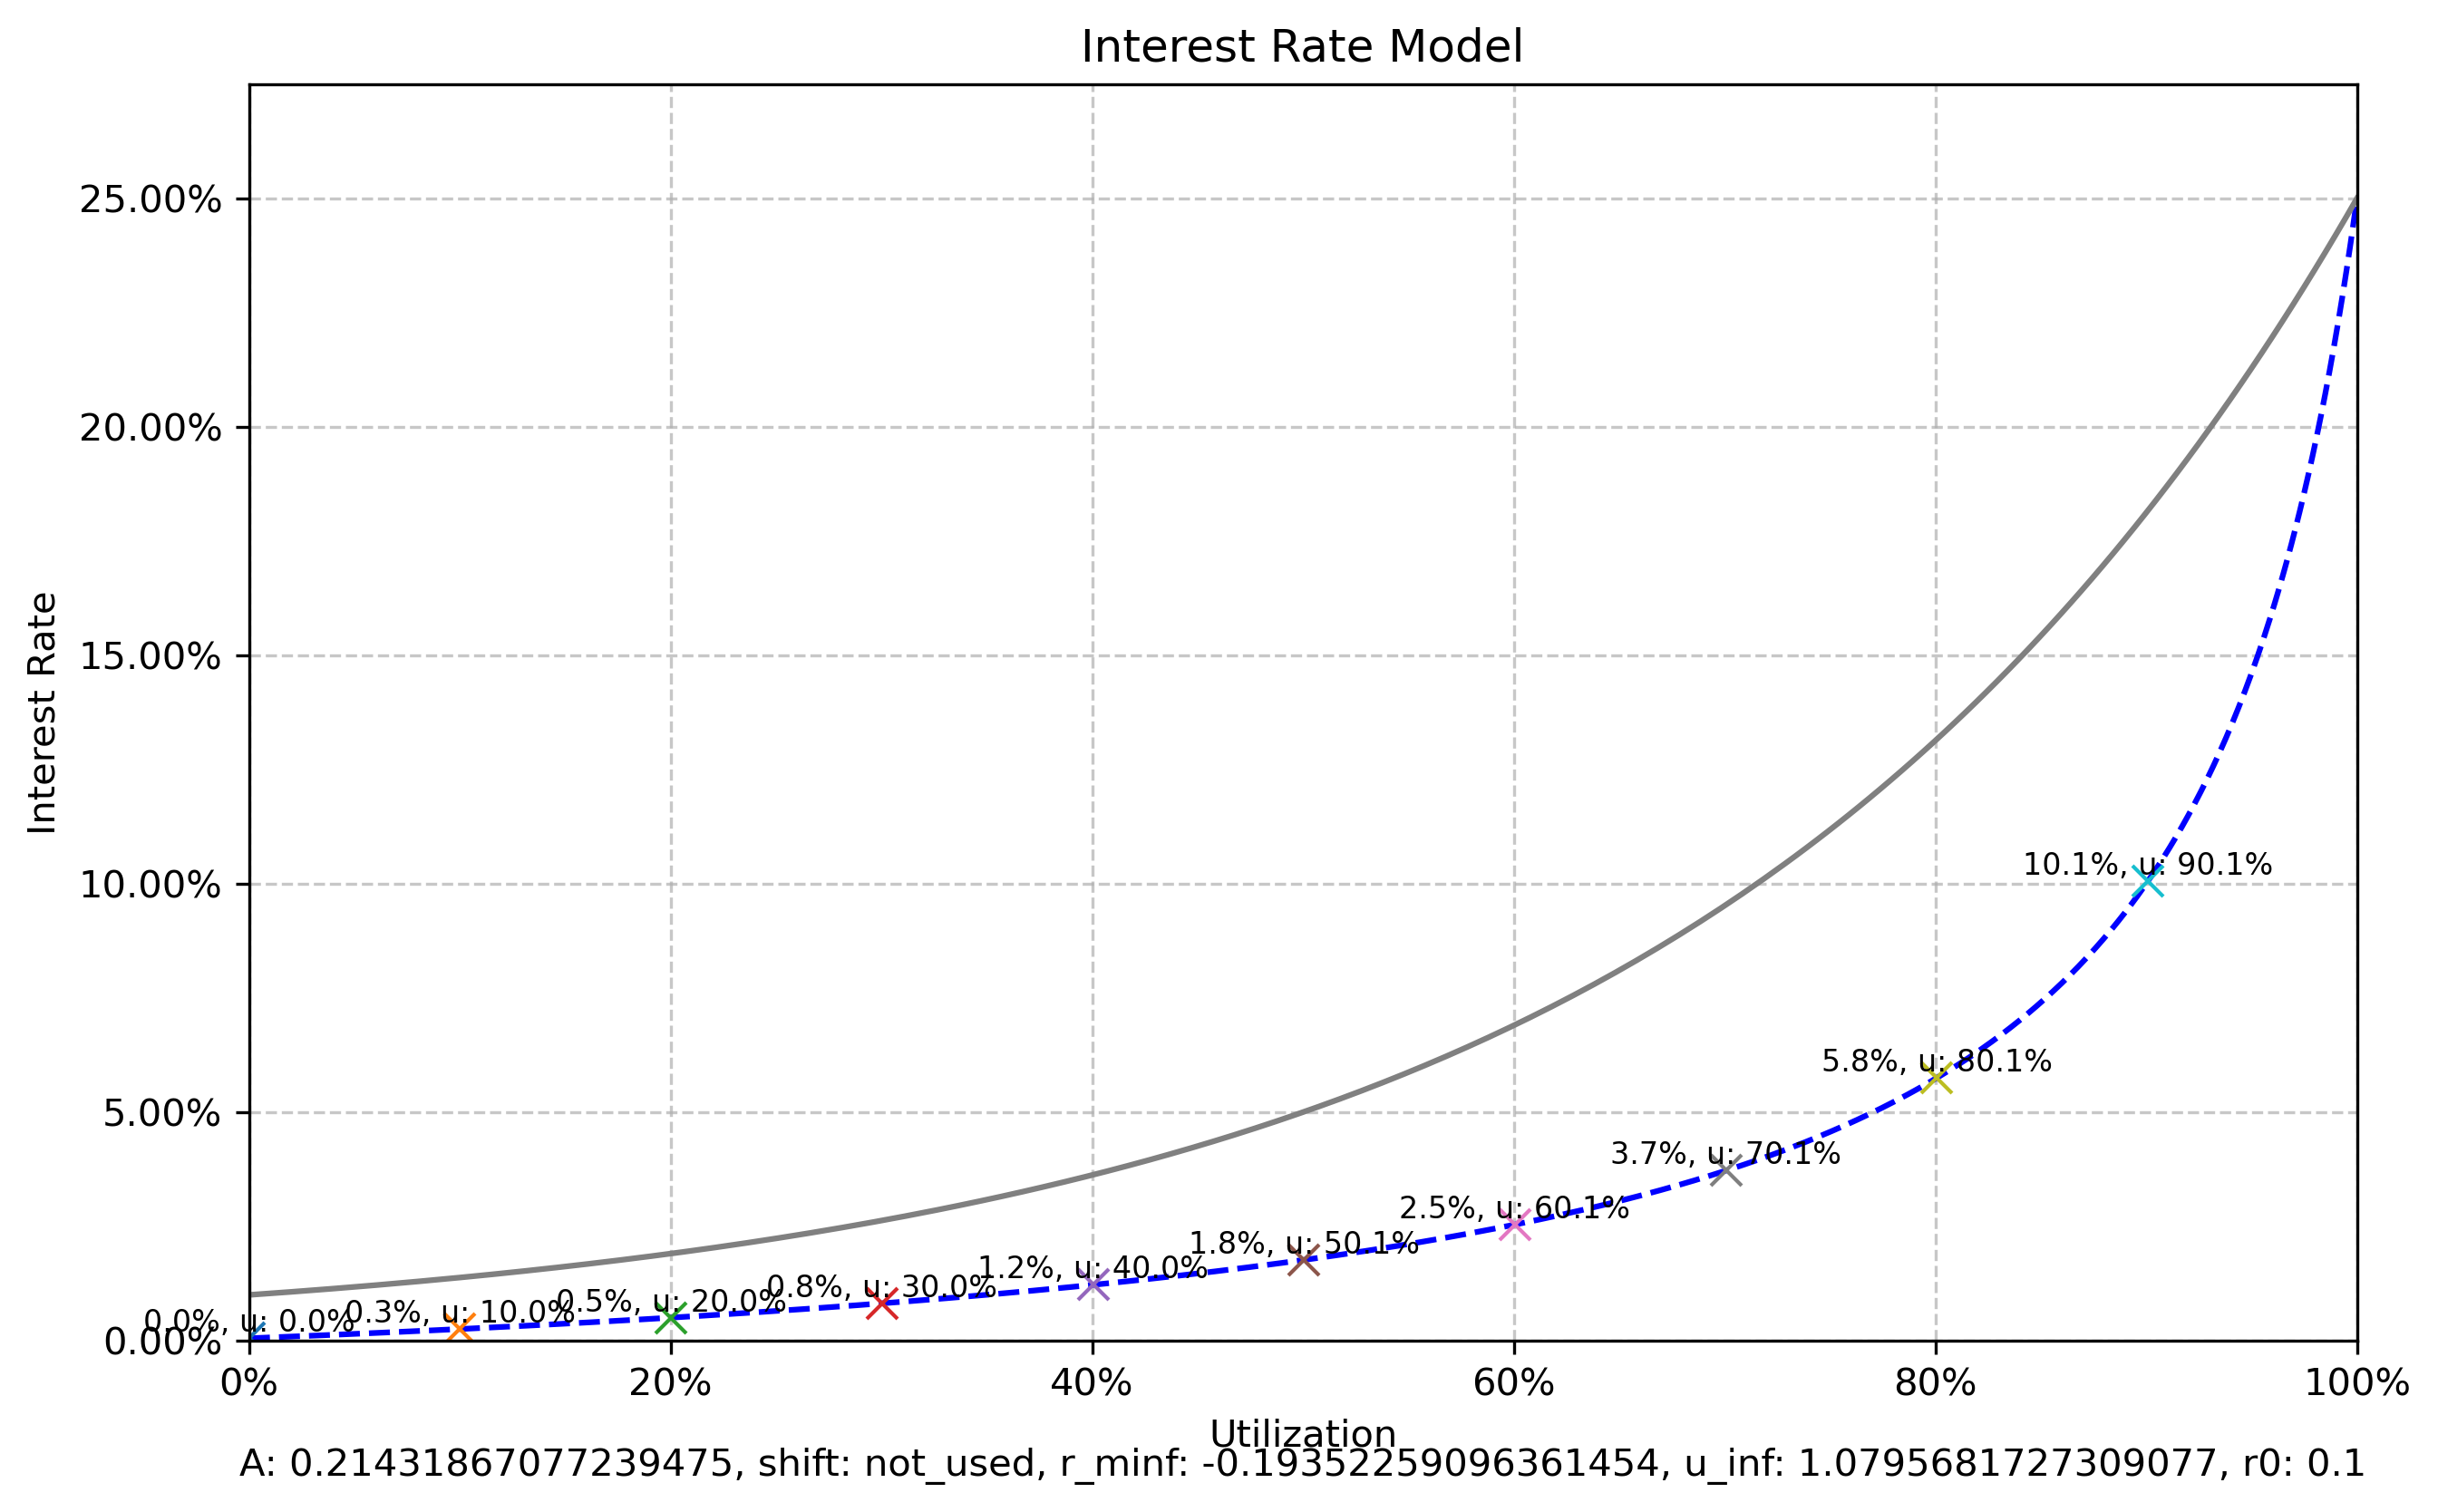 Interest Rate Model
Interest Rate
25.00%
20.00%
15.00%
10.00%
5.00%
0.00%
10.1%, u: 90.1%
5.8%, u: 80.1%
3.7%, u: 70.1%
2.5%, u: 60.1%
1.8%, u: 50.1%
1.2%, u: 40.0%
0.8%, u: 30.0%
0.5%, u: 20.0%
0.3%, u: 10.0%
0.0%, u: 0.0%
0% 20% 40% 60% 80% 100%
Utilization
A: 0.21431867077239475, shift: not_used, r_minf: -0.19352259096361454, u_inf: 1.0795681727309077, r0: 0.1